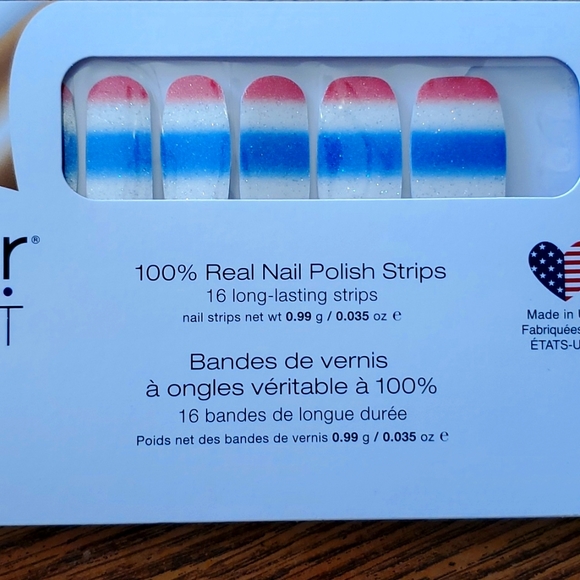 r®
T
100% Real Nail Polish Strips
16 long-lasting strips
nail strips net wt 0.99 g / 0.035 oz ℮
Bandes de vernis
à ongles véritable à 100%
16 bandes de longue durée
Poids net des bandes de vernis 0.99 g / 0.035 oz ℮
Made in
Fabriquées
ÉTATS-U